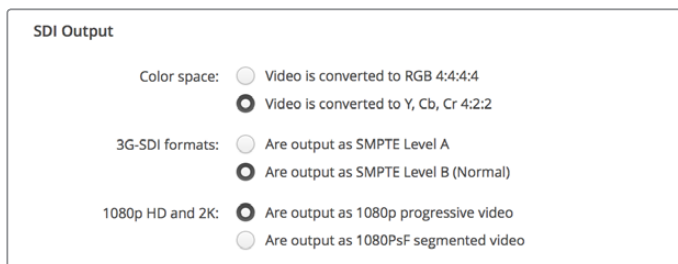 SDI Output
Color space: Video is converted to RGB 4:4:4:4
Video is converted to Y, Cb, Cr 4:2:2
3G-SDI formats: Are output as SMPTE Level A
Are output as SMPTE Level B (Normal)
1080p HD and 2K: Are output as 1080p progressive video
Are output as 1080PsF segmented video